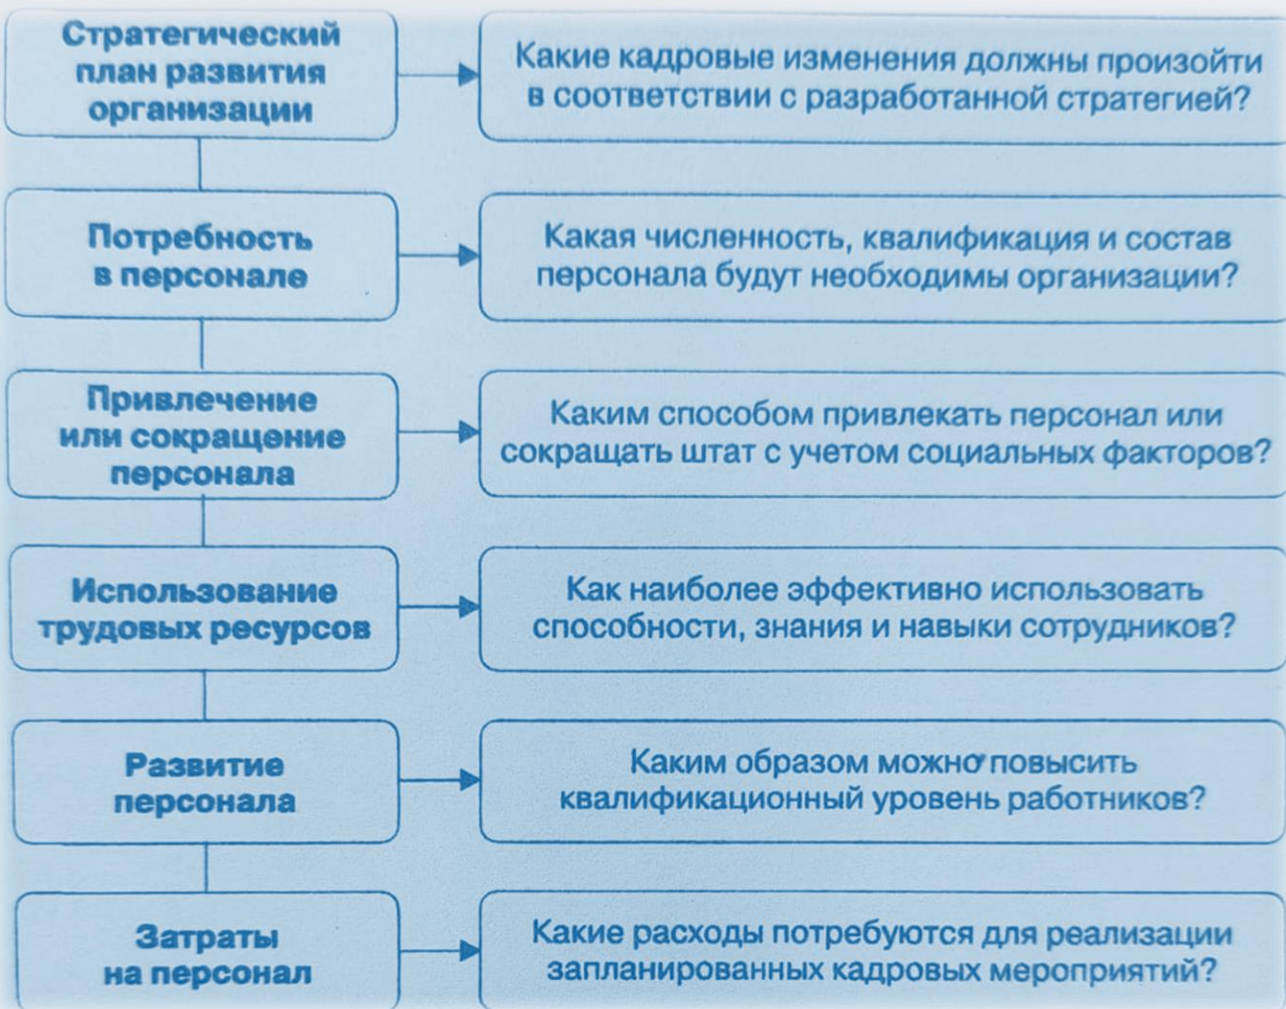 Стратегический
план развития
организации
Какие кадровые изменения должны произойти
в соответствии с разработанной стратегией?
Потребность
в персонале
Какая численность, квалификация и состав
персонала будут необходимы организации?
Привлечение
или сокращение
персонала
Каким способом привлекать персонал или
сокращать штат с учетом социальных факторов?
Использование
трудовых ресурсов
Как наиболее эффективно использовать
способности, знания и навыки сотрудников?
Развитие
персонала
Каким образом можно повысить
квалификационный уровень работников?
Затраты
на персонал
Какие расходы потребуются для реализации
запланированных кадровых мероприятий?